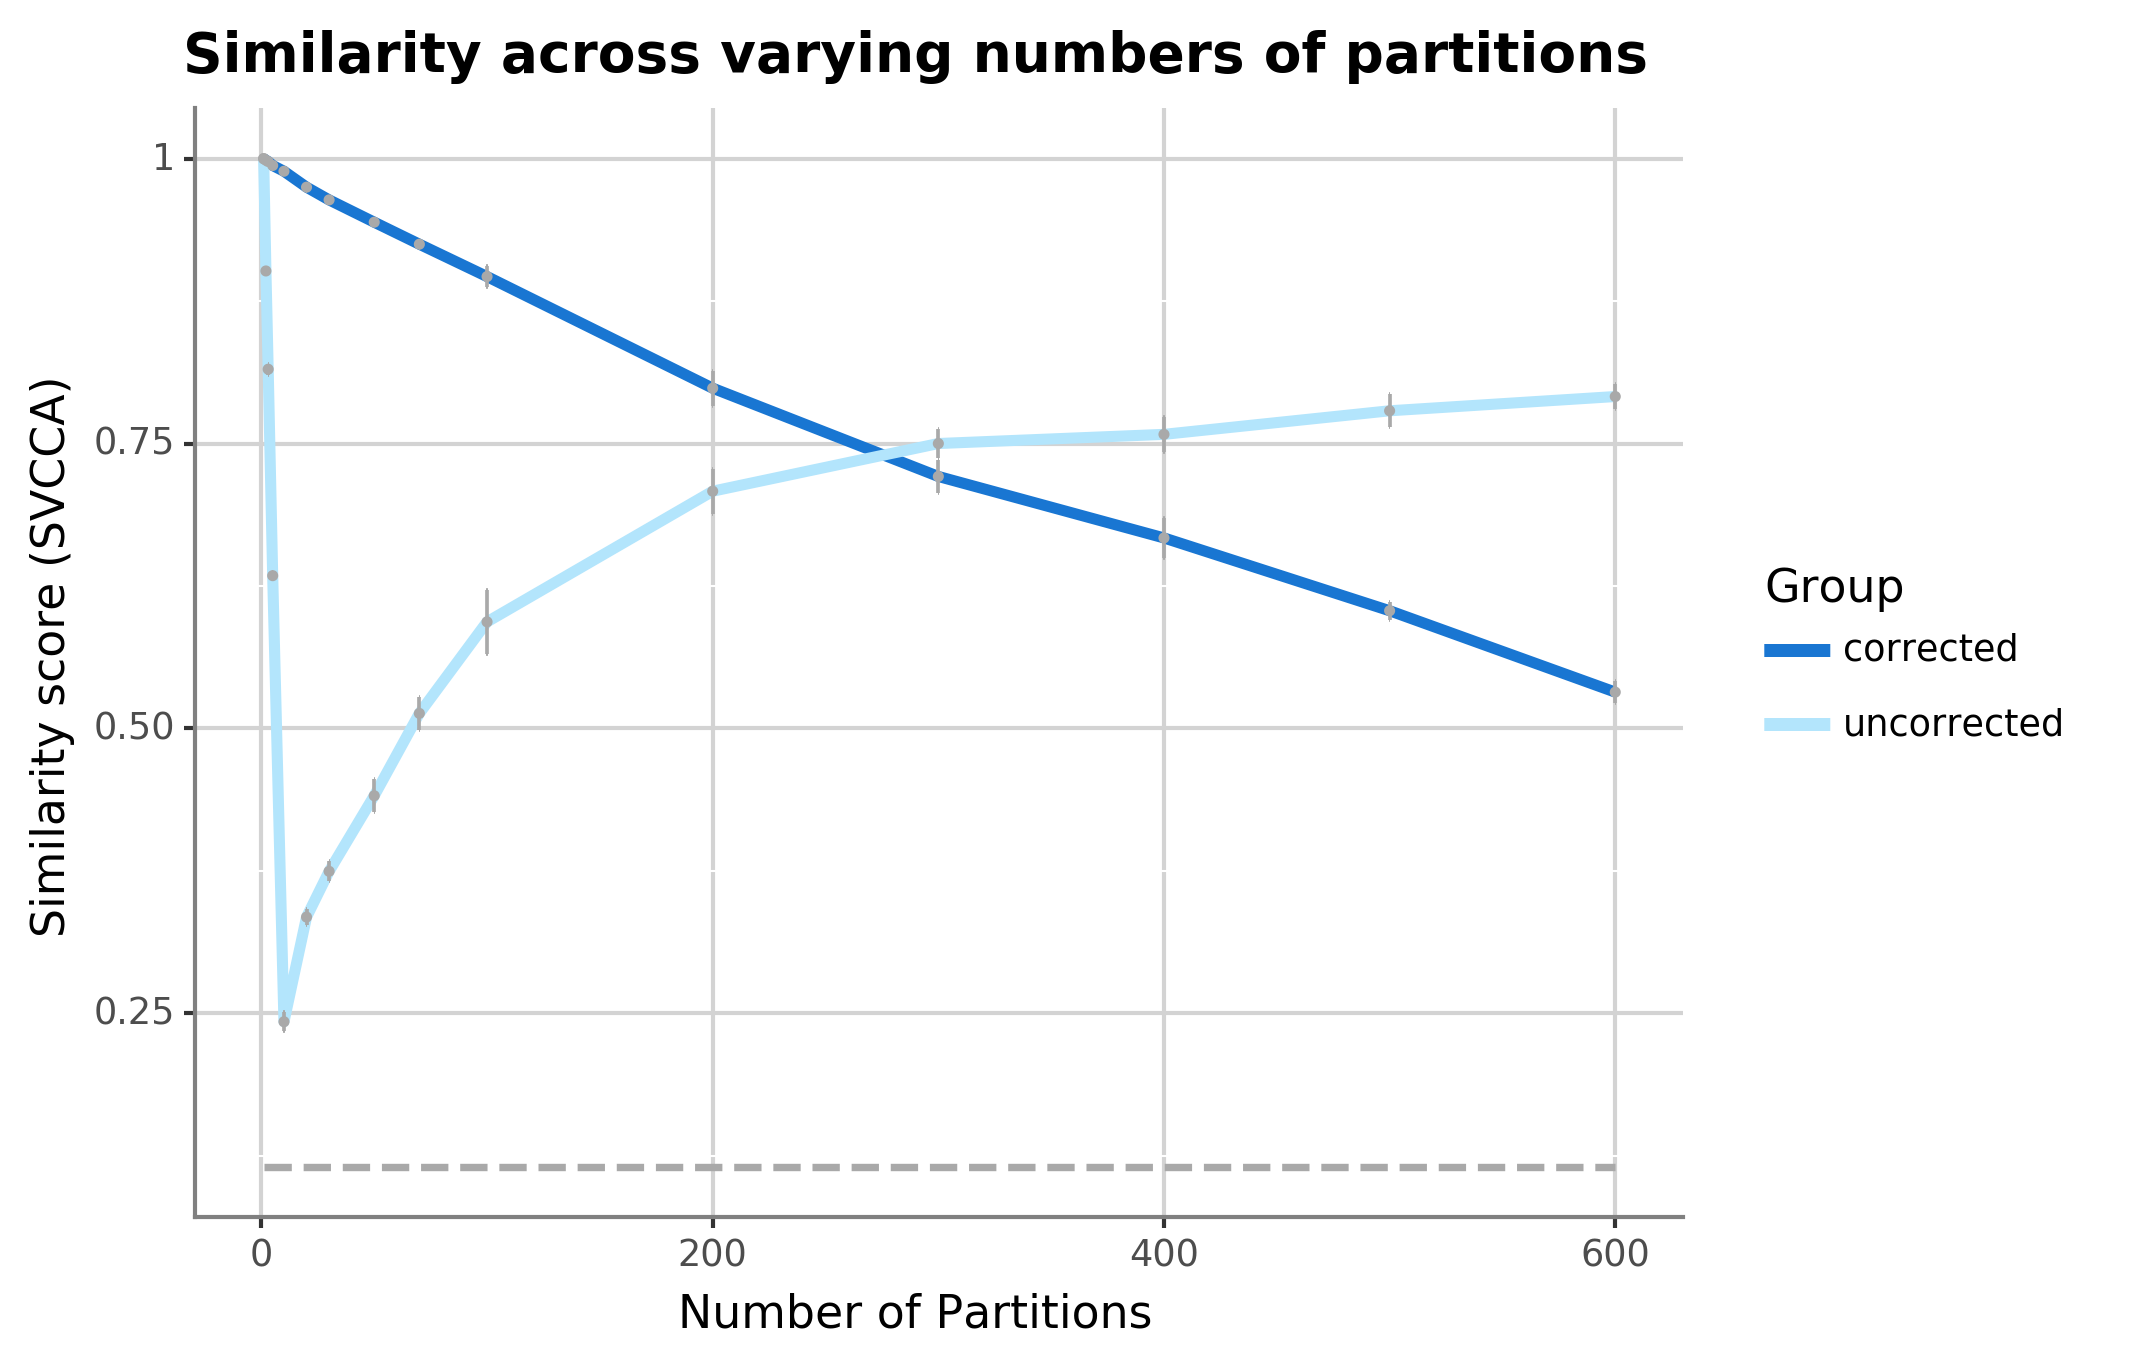 Similarity across varying numbers of partitions
Similarity score (SVCCA)
1
0.75
0.50
0.25
0
200
400
600
Number of Partitions
Group
corrected
uncorrected